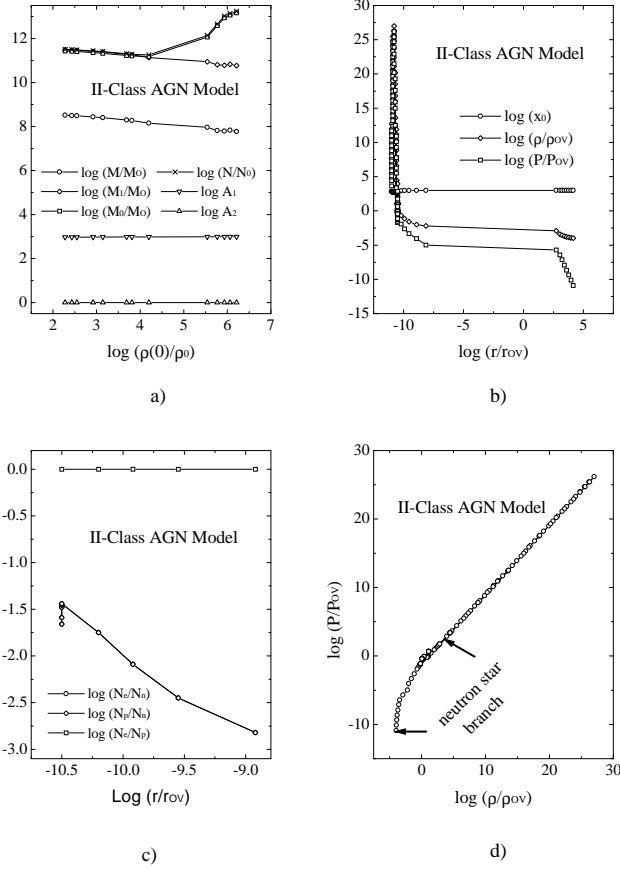 12
10
8
6
4
2
0
II-Class AGN Model
log (M/MO)
log (N/N0)
log (M1/MO)
log A1
log (M0/MO)
log A2
2 3 4 5 6 7
log (ρ(0)/ρ0)
a)
30
25
20
15
10
5
0
-5
-10
-15
II-Class AGN Model
log (x0)
log (ρ/ρOV)
log (P/POV)
-10 -5 0 5
log (r/rOV)
b)
0.0
-0.5
-1.0
-1.5
-2.0
-2.5
-3.0
II-Class AGN Model
log (Ne/Nn)
log (Np/Nn)
log (Ne/Np)
-10.5 -10.0 -9.5 -9.0
Log (r/rOV)
c)
30
20
10
0
-10
log (P/POV)
II-Class AGN Model
neutron star
branch
0 10 20 30
log (ρ/ρOV)
d)